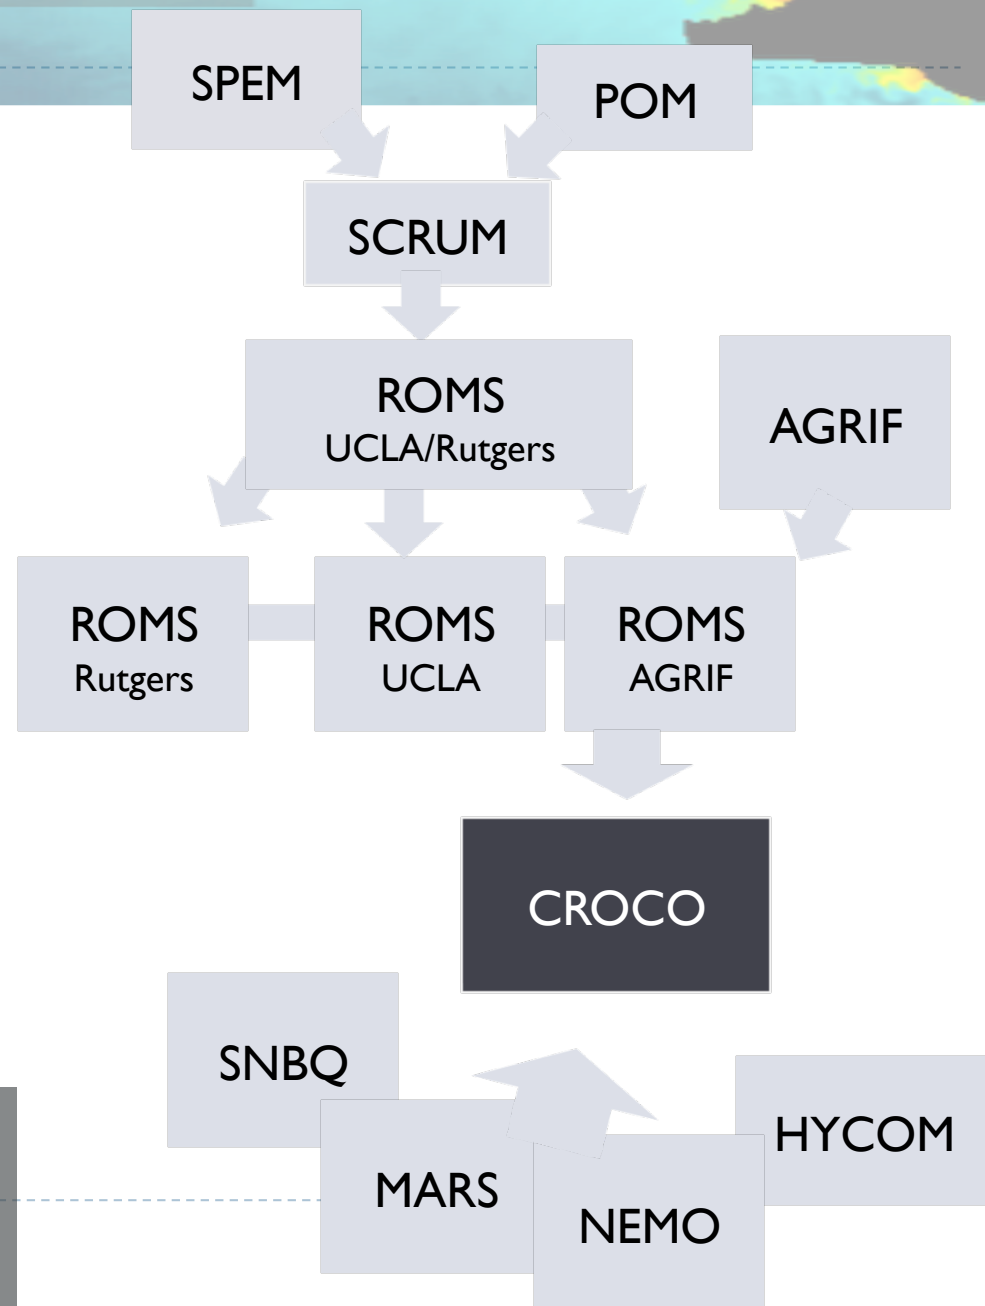 SPEM
POM
SCRUM
ROMS
UCLA/Rutgers
AGRIF
ROMS
Rutgers
ROMS
UCLA
ROMS
AGRIF
CROCO
SNBQ
HYCOM
MARS
NEMO